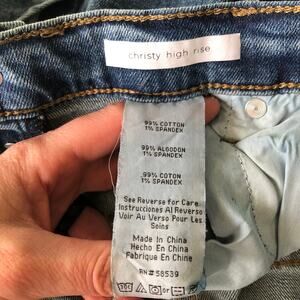 christy high rise
99% COTTON
1% SPANDEX
99% ALGODON
1% SPANDEX
99% COTON
1% SPANDEX
See Reverse for Care
Instrucciones Al Reverso
Voir Au Verso Pour Les
Soins
Made In China
Hecho En China
Fabrique En Chine
RN# 58539